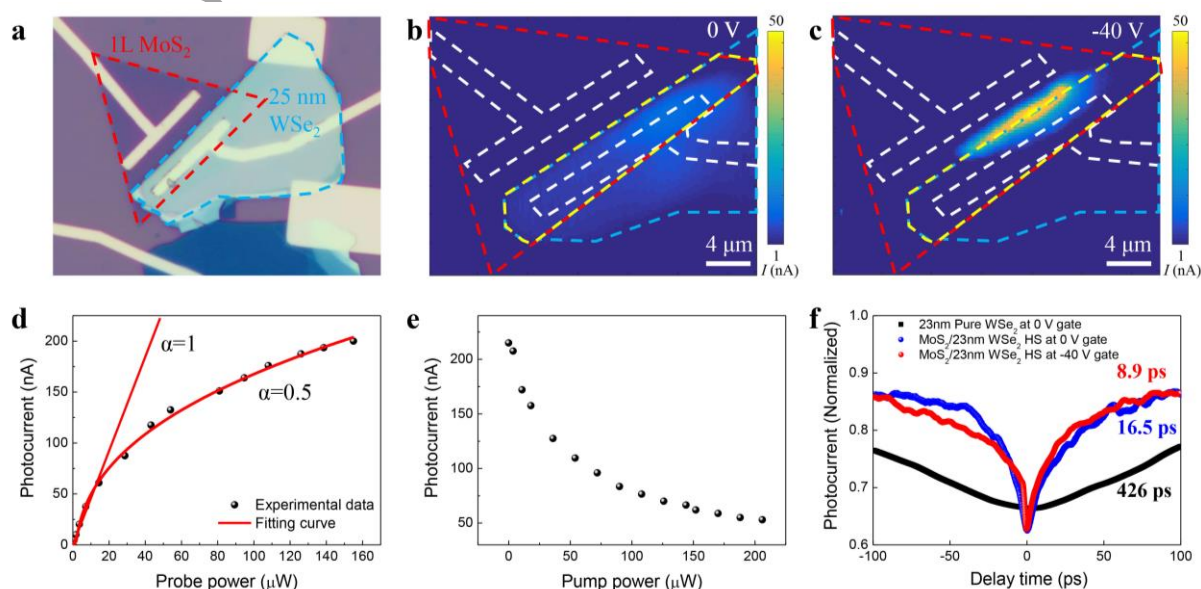 a
1L MoS₂
25 nm
WSe₂
b
0 V
4 μm
50
1
I (nA)
c
-40 V
4 μm
50
1
I (nA)
d
Photocurrent (nA)
200
150
100
50
0
α=1
α=0.5
Experimental data
Fitting curve
0 20 40 60 80 100 120 140 160
Probe power (μW)
e
Photocurrent (nA)
200
150
100
50
0 50 100 150 200
Pump power (μW)
f
Photocurrent (Normalized)
1.0
0.9
0.8
0.7
0.6
23nm Pure WSe₂ at 0 V gate
MoS₂/23nm WSe₂ HS at 0 V gate
MoS₂/23nm WSe₂ HS at -40 V gate
8.9 ps
16.5 ps
426 ps
-100 -50 0 50 100
Delay time (ps)